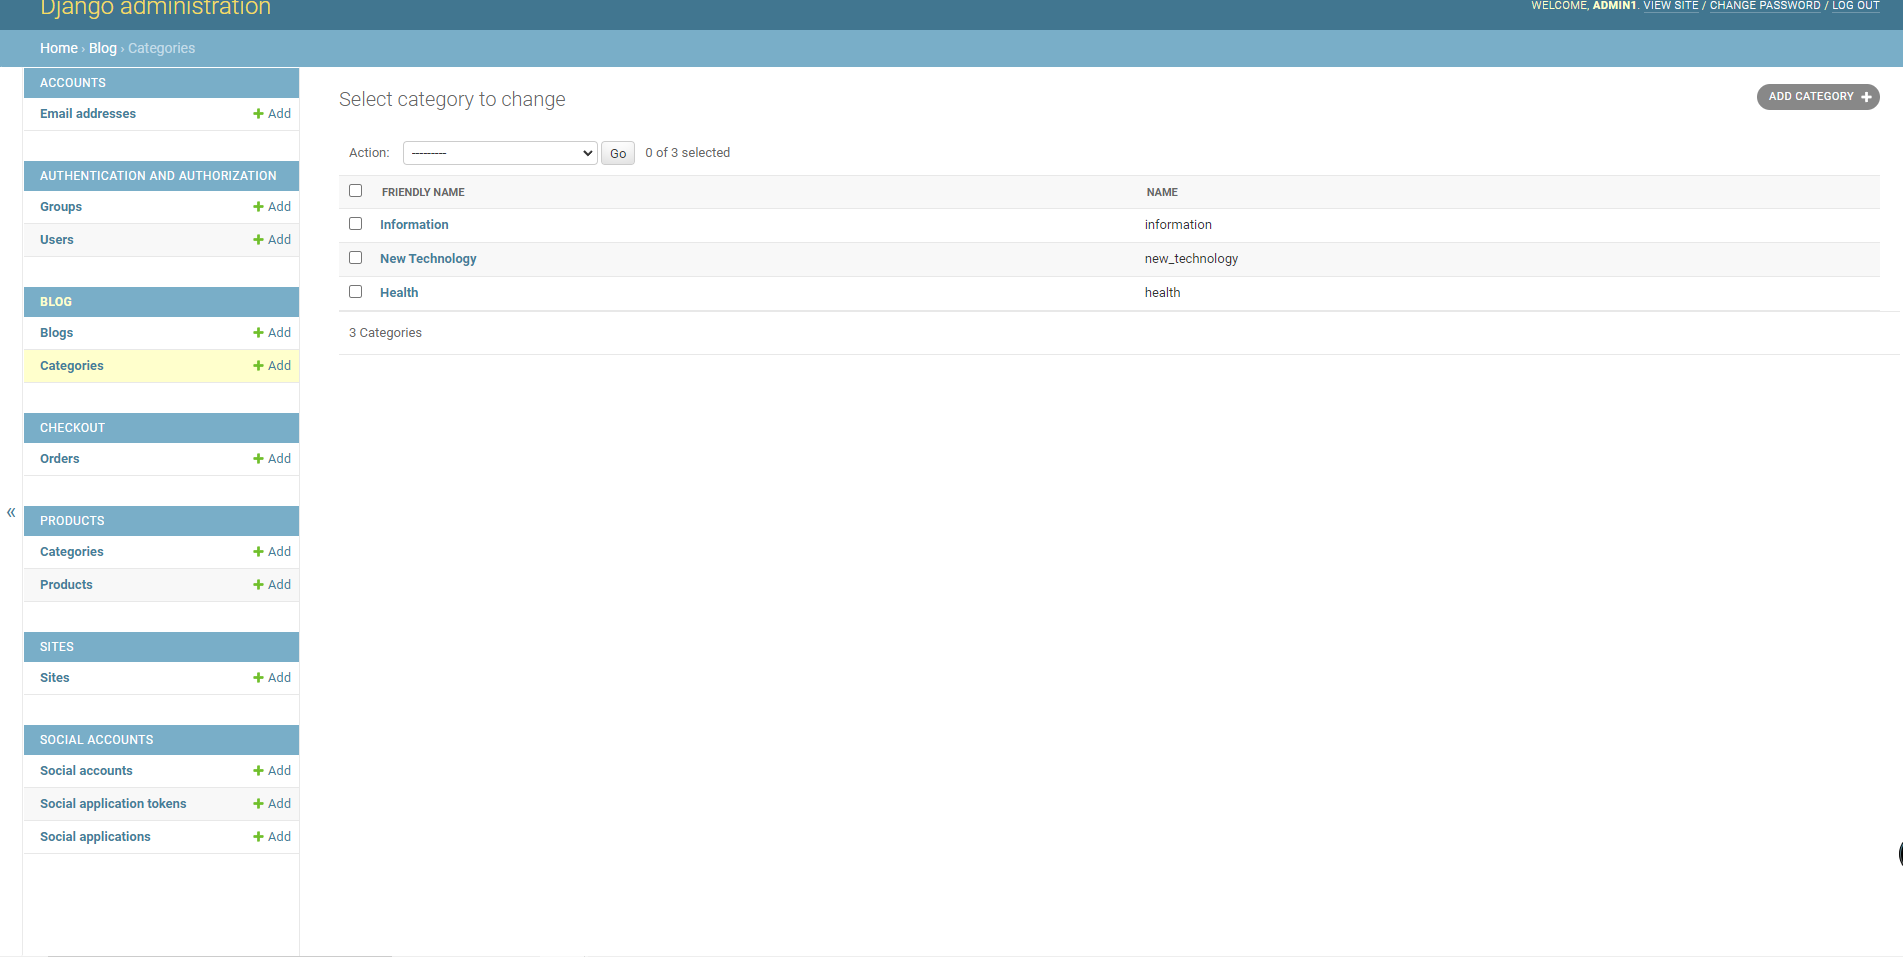 Django administration
WELCOME, ADMIN1. VIEW SITE / CHANGE PASSWORD / LOG OUT
Home › Blog › Categories
ACCOUNTS
Email addresses + Add
AUTHENTICATION AND AUTHORIZATION
Groups + Add
Users + Add
BLOG
Blogs + Add
Categories + Add
CHECKOUT
Orders + Add
PRODUCTS
Categories + Add
Products + Add
SITES
Sites + Add
SOCIAL ACCOUNTS
Social accounts + Add
Social application tokens + Add
Social applications + Add
«
Select category to change
ADD CATEGORY +
Action: --------- Go 0 of 3 selected
FRIENDLY NAME NAME
Information information
New Technology new_technology
Health health
3 Categories